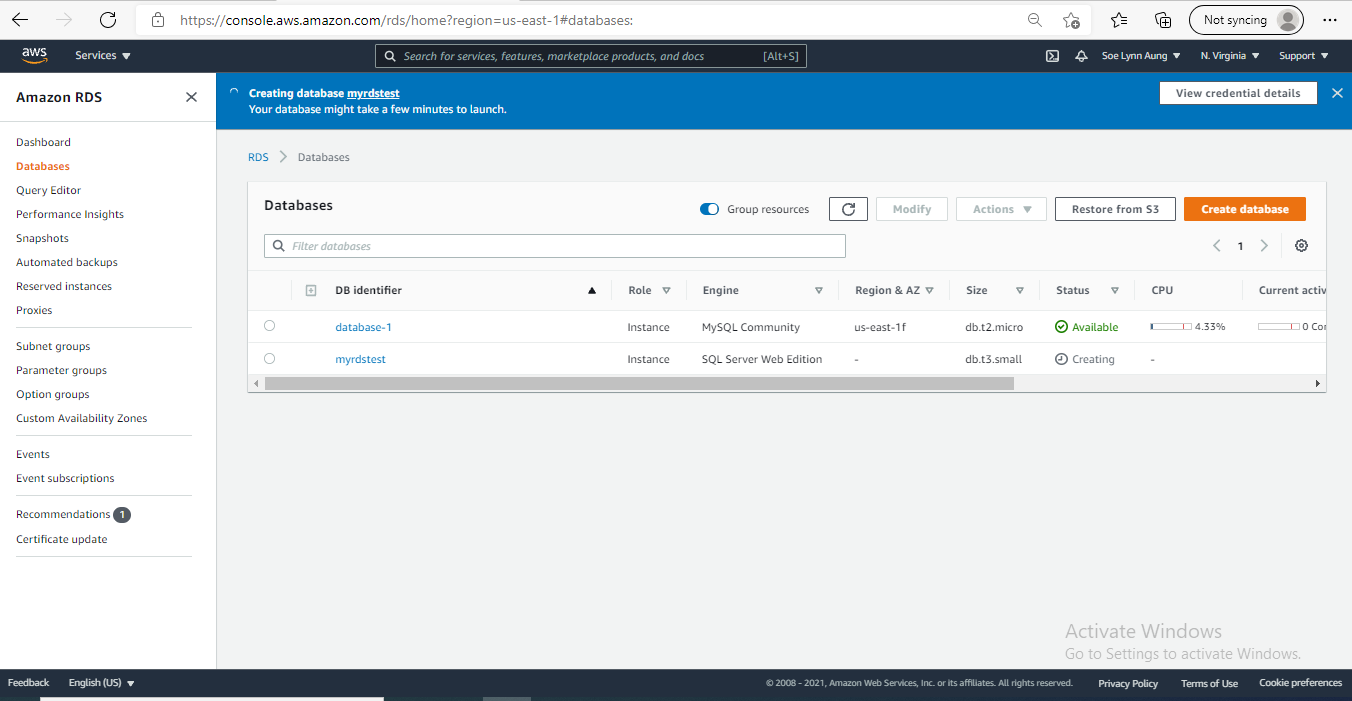 https://console.aws.amazon.com/rds/home?region=us-east-1#databases:
Not syncing
aws
Services
Search for services, features, marketplace products, and docs [Alt+S]
Soe Lynn Aung
N. Virginia
Support
Amazon RDS
Creating database myrdstest
Your database might take a few minutes to launch.
View credential details
Dashboard
Databases
Query Editor
Performance Insights
Snapshots
Automated backups
Reserved instances
Proxies
Subnet groups
Parameter groups
Option groups
Custom Availability Zones
Events
Event subscriptions
Recommendations 1
Certificate update
RDS > Databases
Databases
Group resources
Modify
Actions
Restore from S3
Create database
Filter databases
1
DB identifier Role Engine Region & AZ Size Status CPU Current activ
database-1 Instance MySQL Community us-east-1f db.t2.micro Available 4.33% 0 Con
myrdstest Instance SQL Server Web Edition - db.t3.small Creating -
Activate Windows
Go to Settings to activate Windows.
Feedback English (US) © 2008 - 2021, Amazon Web Services, Inc. or its affiliates. All rights reserved. Privacy Policy Terms of Use Cookie preferences